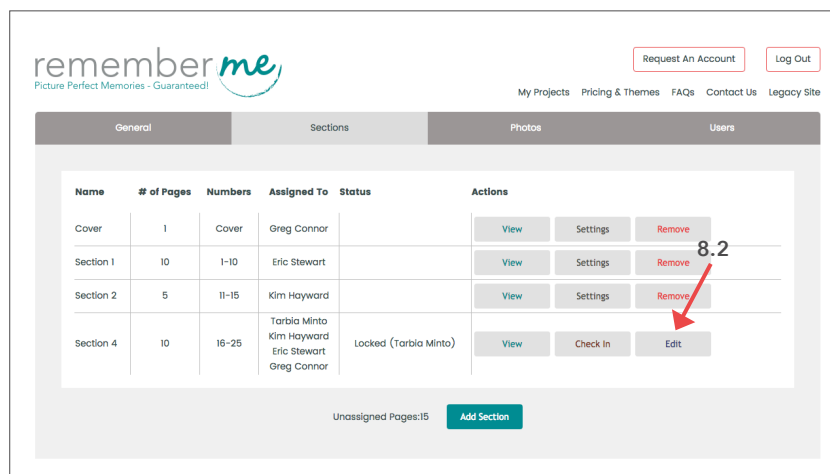 remember me,
Picture Perfect Memories - Guaranteed!
Request An Account
Log Out
My Projects Pricing & Themes FAQs Contact Us Legacy Site
General Sections Photos Users
Name # of Pages Numbers Assigned To Status Actions
Cover 1 Cover Greg Connor View Settings Remove
8.2
Section 1 10 1-10 Eric Stewart View Settings Remove
Section 2 5 11-15 Kim Hayward View Settings Remove
Tarbia Minto
Kim Hayward
Section 4 10 16-25 Locked (Tarbia Minto) View Check In Edit
Eric Stewart
Greg Connor
Unassigned Pages:15 Add Section